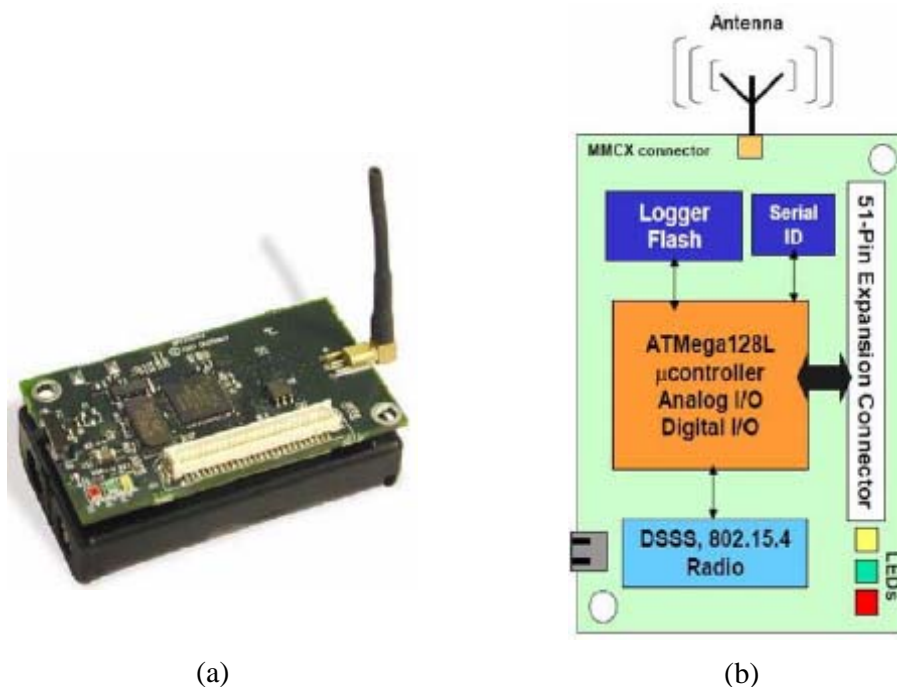 Antenna
MMCX connector
Logger
Flash
Serial
ID
51-Pin Expansion Connector
ATMega128L
μcontroller
Analog I/O
Digital I/O
DSSS, 802.15.4
Radio
LEDs
(a)
(b)